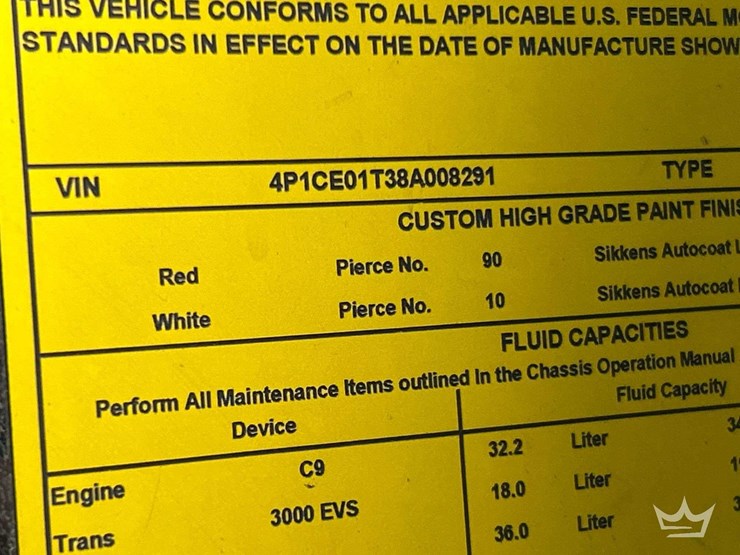 THIS VEHICLE CONFORMS TO ALL APPLICABLE U.S. FEDERAL
STANDARDS IN EFFECT ON THE DATE OF MANUFACTURE SHOW
VIN 4P1CE01T38A008291 TYPE
CUSTOM HIGH GRADE PAINT FINIS
Red Pierce No. 90 Sikkens Autocoat
White Pierce No. 10 Sikkens Autocoat
FLUID CAPACITIES
Perform All Maintenance Items outlined In the Chassis Operation Manual
Device Fluid Capacity
Engine C9 32.2 Liter
Trans 3000 EVS 18.0 Liter
36.0 Liter